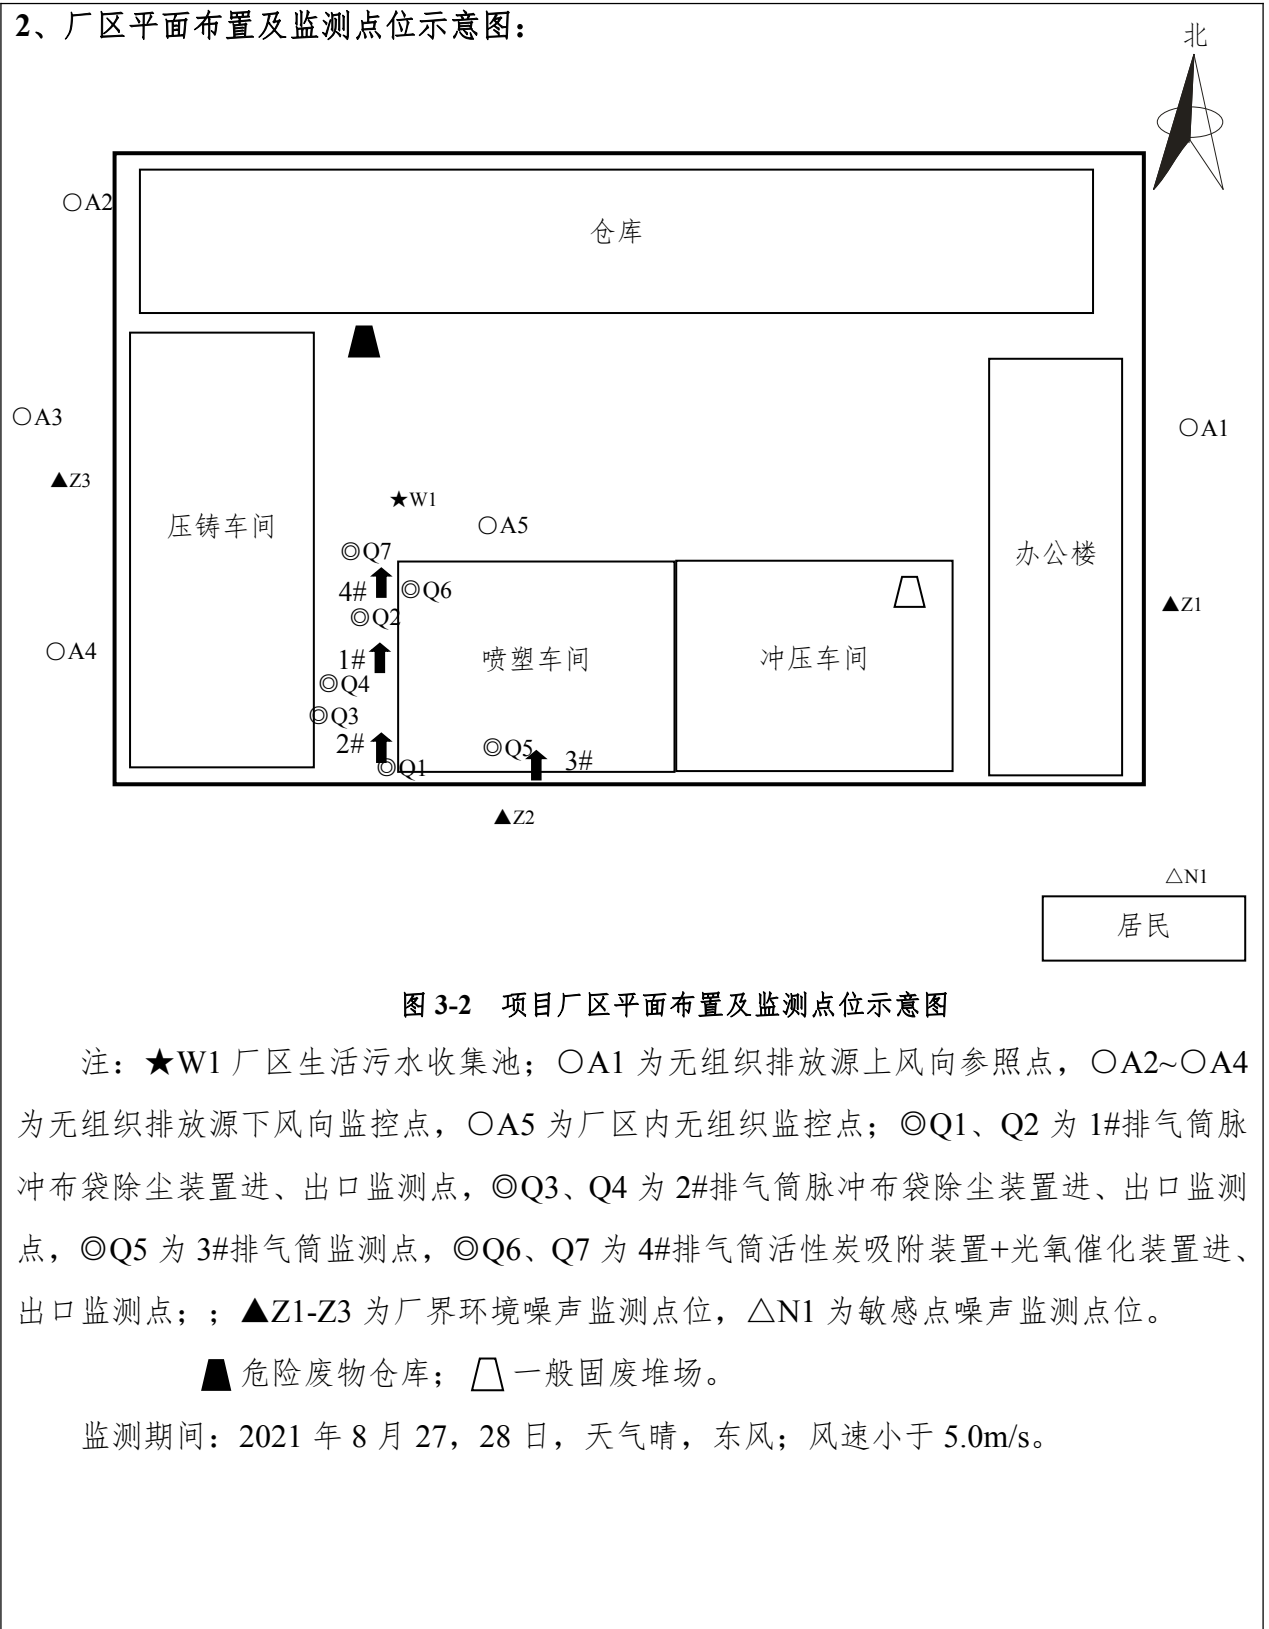 2、厂区平面布置及监测点位示意图：
北
○A2
仓库
○A3
○A1
▲Z3
★W1
压铸车间
○A5
◎Q7
办公楼
4#
◎Q6
▲Z1
◎Q2
○A4
1#
喷塑车间
冲压车间
◎Q4
◎Q3
2#
◎Q5
3#
◎Q1
▲Z2
△N1
居民
图 3-2 项目厂区平面布置及监测点位示意图
注：★W1 厂区生活污水收集池；○A1 为无组织排放源上风向参照点，○A2~○A4
为无组织排放源下风向监控点，○A5 为厂区内无组织监控点；◎Q1、Q2 为 1#排气筒脉
冲布袋除尘装置进、出口监测点，◎Q3、Q4 为 2#排气筒脉冲布袋除尘装置进、出口监测
点，◎Q5 为 3#排气筒监测点，◎Q6、Q7 为 4#排气筒活性炭吸附装置+光氧催化装置进、
出口监测点；；▲Z1-Z3 为厂界环境噪声监测点位，△N1 为敏感点噪声监测点位。
危险废物仓库； 一般固废堆场。
监测期间：2021 年 8 月 27，28 日，天气晴，东风；风速小于 5.0m/s。